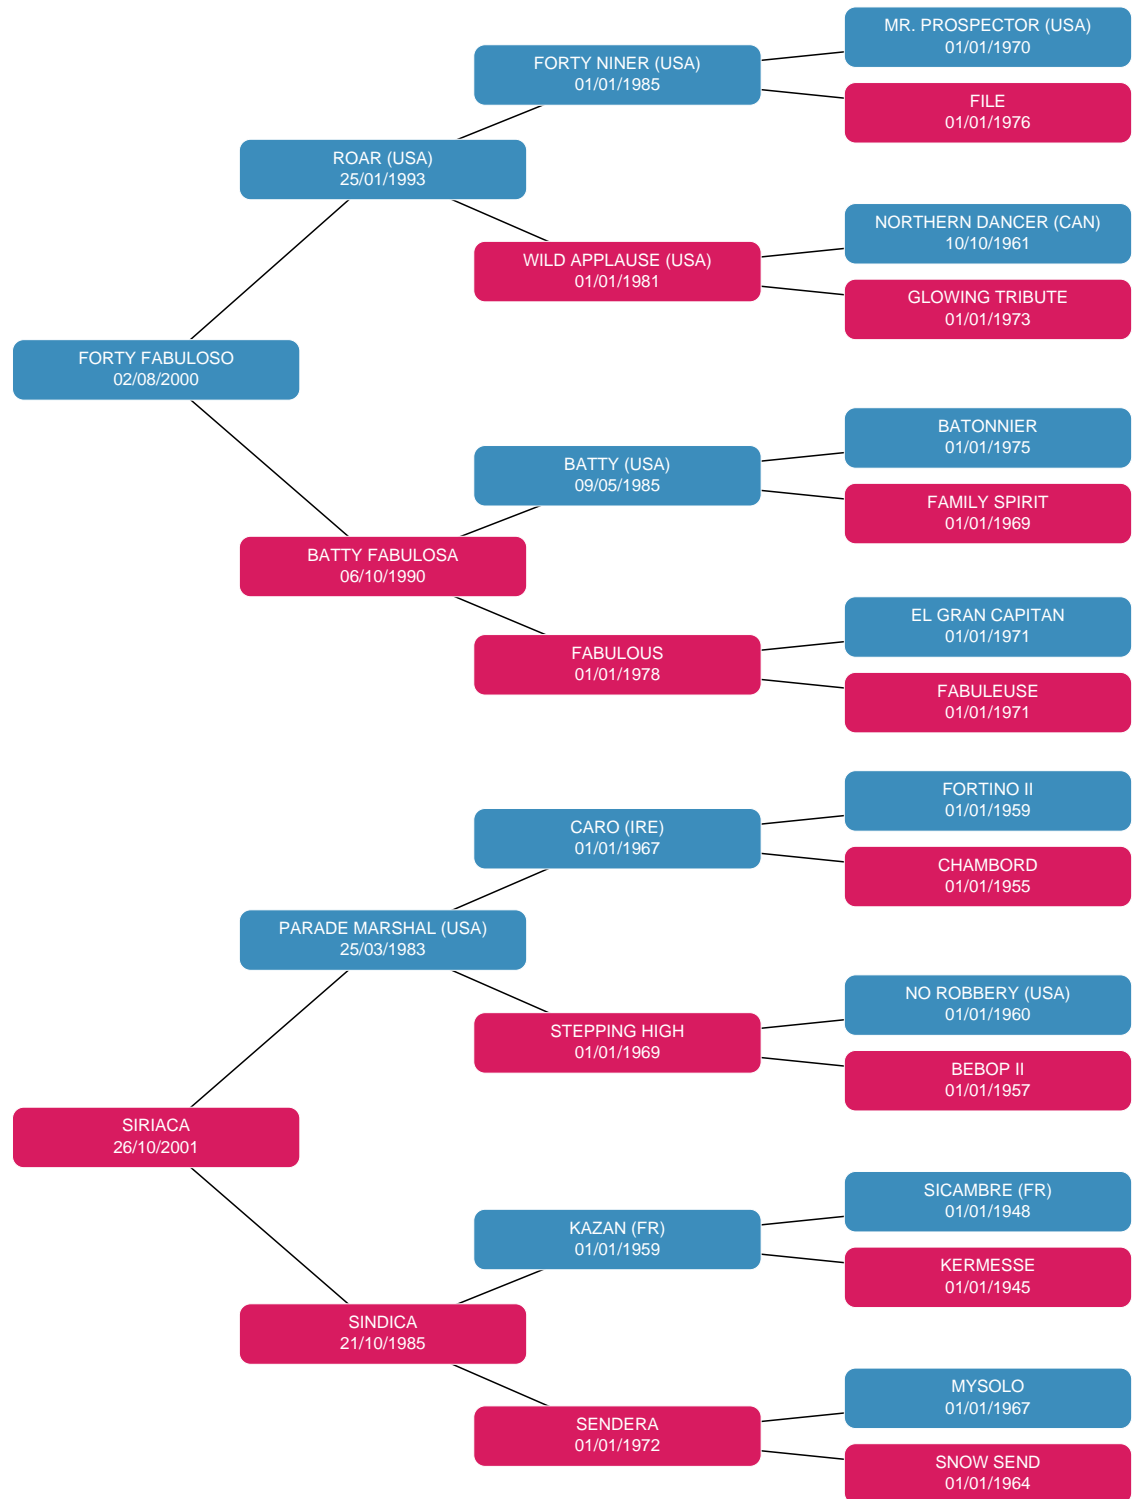 MR. PROSPECTOR (USA)
01/01/1970
FORTY NINER (USA)
01/01/1985
FILE
01/01/1976
ROAR (USA)
25/01/1993
NORTHERN DANCER (CAN)
10/10/1961
WILD APPLAUSE (USA)
01/01/1981
GLOWING TRIBUTE
01/01/1973
FORTY FABULOSO
02/08/2000
BATONNIER
01/01/1975
BATTY (USA)
09/05/1985
FAMILY SPIRIT
01/01/1969
BATTY FABULOSA
06/10/1990
EL GRAN CAPITAN
01/01/1971
FABULOUS
01/01/1978
FABULEUSE
01/01/1971
FORTINO II
01/01/1959
CARO (IRE)
01/01/1967
CHAMBORD
01/01/1955
PARADE MARSHAL (USA)
25/03/1983
NO ROBBERY (USA)
01/01/1960
STEPPING HIGH
01/01/1969
BEBOP II
01/01/1957
SIRIACA
26/10/2001
SICAMBRE (FR)
01/01/1948
KAZAN (FR)
01/01/1959
KERMESSE
01/01/1945
SINDICA
21/10/1985
MYSOLO
01/01/1967
SENDERA
01/01/1972
SNOW SEND
01/01/1964